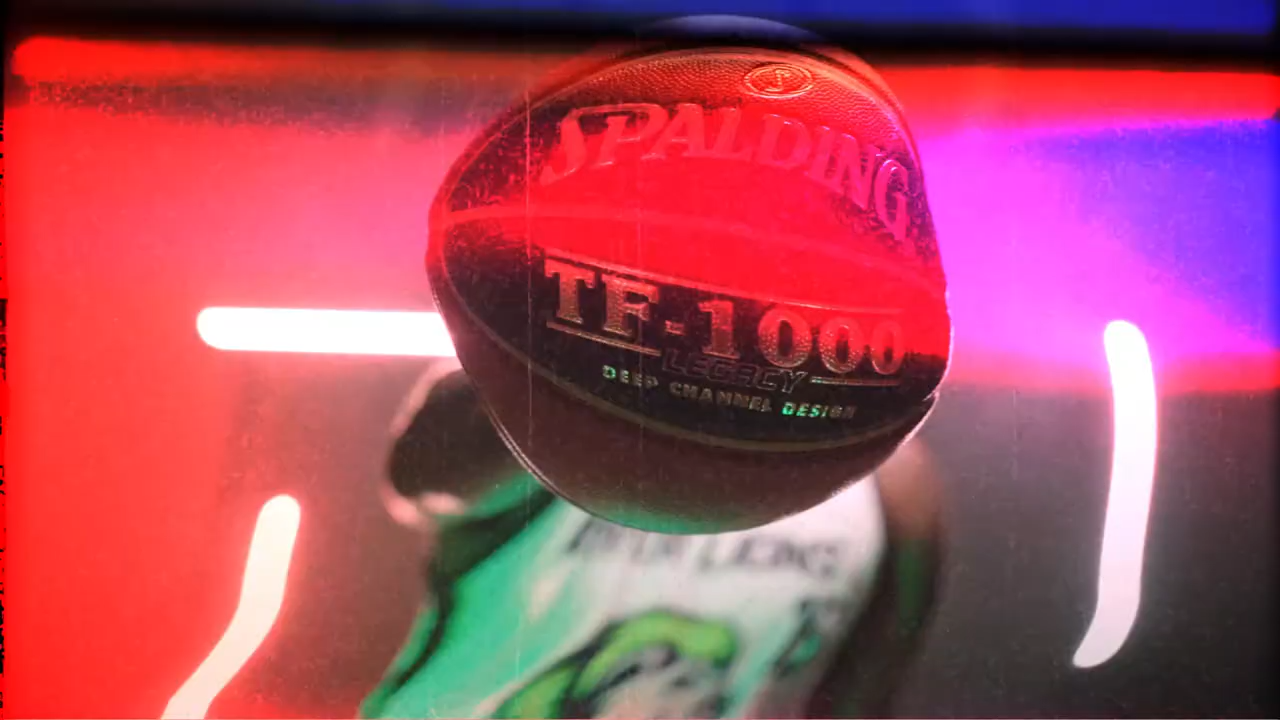 SPALDING
TF-1000
LEGACY
DEEP CHANNEL DESIGN